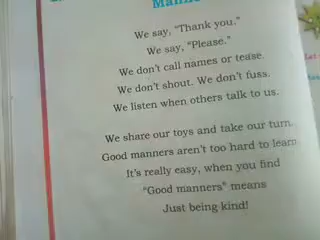 We say, "Thank you."
We say, "Please."
We don't call names or tease.
We don't shout. We don't fuss.
We listen when others talk to us.
We share our toys and take our turn.
Good manners aren't too hard to learn
It's really easy, when you find
"Good manners" means
Just being kind!